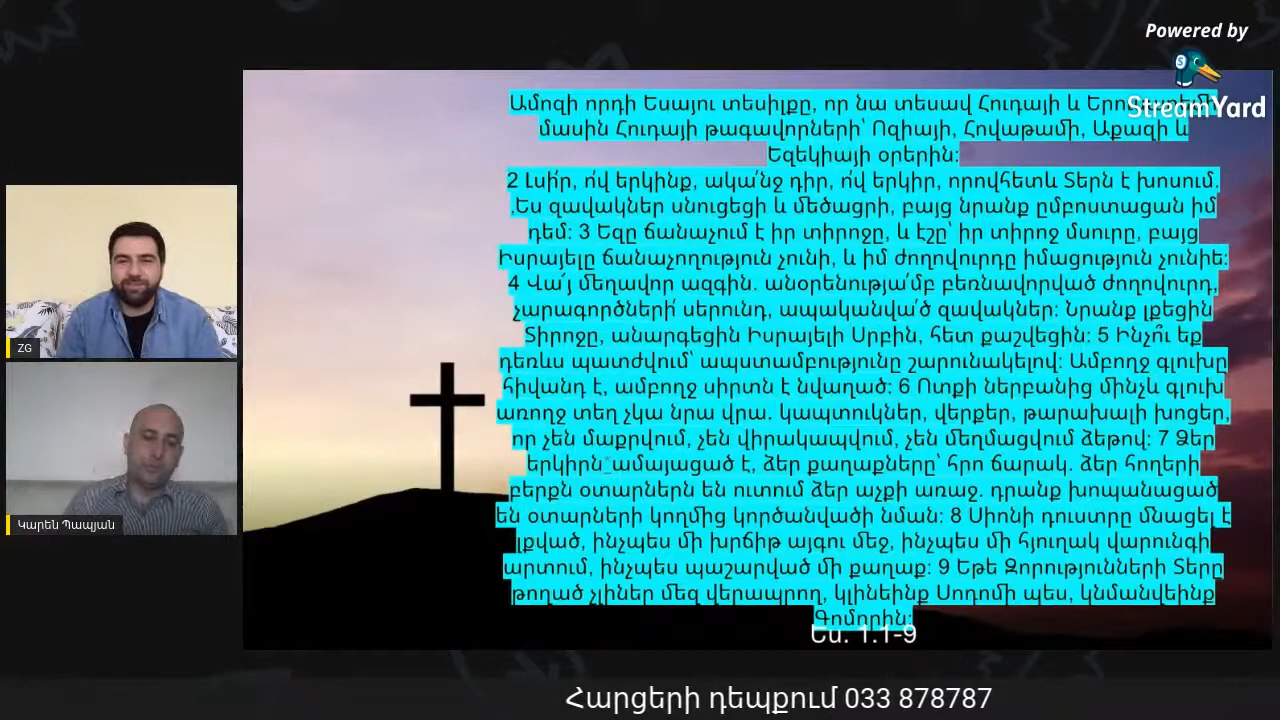 Powered by
StreamYard
Ամոզի որդի Եսայու տեսիլքը, որ նա տեսավ Հուդայի և
մասին Հուդայի թագավորների՝ Ոզիայի, Հովաթամի, Աքազի և
Եզեկիայի օրերին:
2 Լսի՛ր, ո՛վ երկինք, ակա՛նջ դիր, ո՛վ երկիր, որովհետև Տերն է խոսում.
,Ես զավակներ սնուցեցի և մեծացրի, բայց նրանք ըմբոստացան իմ
դեմ: 3 Եզը ճանաչում է իր տիրոջը, և էշը՝ իր տիրոջ մսուրը, բայց
Իսրայելը ճանաչողություն չունի, և իմ ժողովուրդը իմացություն չունիե:
4 Վա՜յ մեղավոր ազգին. անօրենությա՛մբ բեռնավորված ժողովուրդ,
չարագործների՛ սերունդ, ապականվա՛ծ զավակներ: Նրանք լքեցին
Տիրոջը, անարգեցին Իսրայելի Սրբին, հետ քաշվեցին: 5 Ինչո՞ւ եք
դեռևս պատժվում՝ ապստամբությունը շարունակելով: Ամբողջ գլուխը
հիվանդ է, ամբողջ սիրտն է նվաղած: 6 Ոտքի ներբանից մինչև գլուխ
առողջ տեղ չկա նրա վրա. կապտուկներ, վերքեր, թարախալի խոցեր,
որ չեն մաքրվում, չեն վիրակապվում, չեն մեղմացվում ձեթով: 7 Ձեր
երկիրն ամայացած է, ձեր քաղաքները՝ հրո ճարակ. ձեր հողերի
բերքն օտարներն են ուտում ձեր աչքի առաջ. դրանք խոպանացած
են օտարների կողմից կործանվածի նման: 8 Սիոնի դուստրը մնացել է
լքված, ինչպես մի խրճիթ այգու մեջ, ինչպես մի հյուղակ վարունգի
արտում, ինչպես պաշարված մի քաղաք: 9 Եթե Զորությունների Տերը
թողած չլիներ մեզ վերապրող, կլինեինք Սոդոմի պես, կնմանվեինք
Գոմորին:
Ես. 1.1-9
ZG
Կարեն Պապյան
Հարցերի դեպքում 033 878787